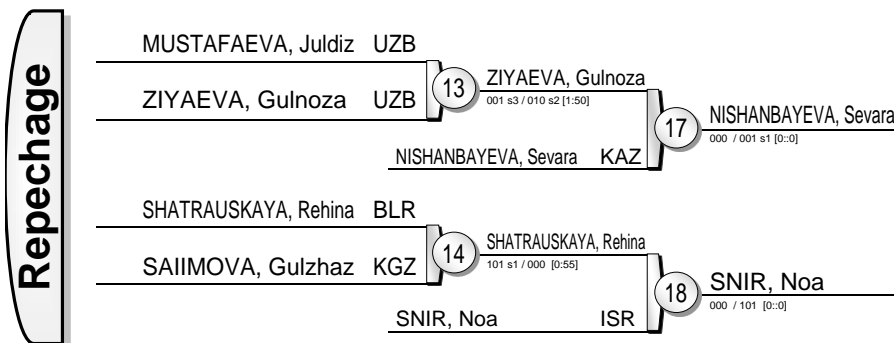 Repechage
MUSTAFAEVA, Juldiz UZB
ZIYAEVA, Gulnoza UZB
13
ZIYAEVA, Gulnoza
001 s3 / 010 s2 [1:50]
NISHANBAYEVA, Sevara KAZ
17
NISHANBAYEVA, Sevara
000 / 001 s1 [0::0]
SHATRAUSKAYA, Rehina BLR
SAIIMOVA, Gulzhaz KGZ
14
SHATRAUSKAYA, Rehina
101 s1 / 000 [0:55]
SNIR, Noa ISR
18
SNIR, Noa
000 / 101 [0::0]